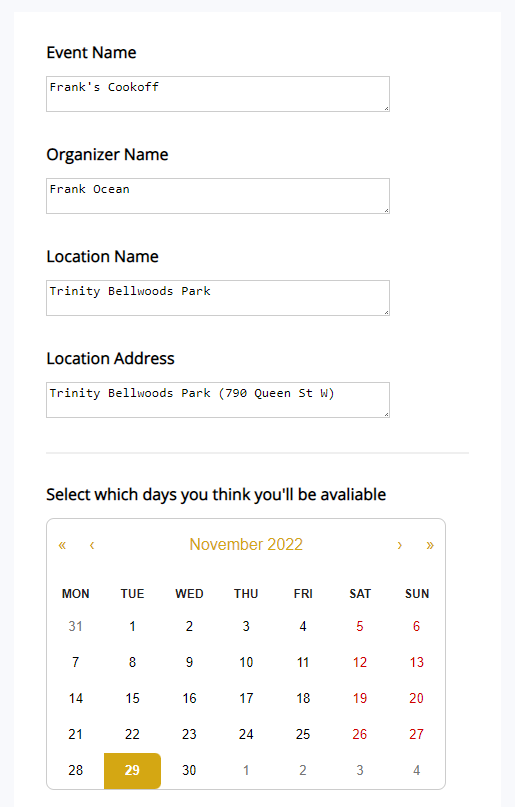 Event Name
Frank's Cookoff
Organizer Name
Frank Ocean
Location Name
Trinity Bellwoods Park
Location Address
Trinity Bellwoods Park (790 Queen St W)
Select which days you think you'll be avaliable
« ‹ November 2022 › »
MON TUE WED THU FRI SAT SUN
31 1 2 3 4 5 6
7 8 9 10 11 12 13
14 15 16 17 18 19 20
21 22 23 24 25 26 27
28 29 30 1 2 3 4